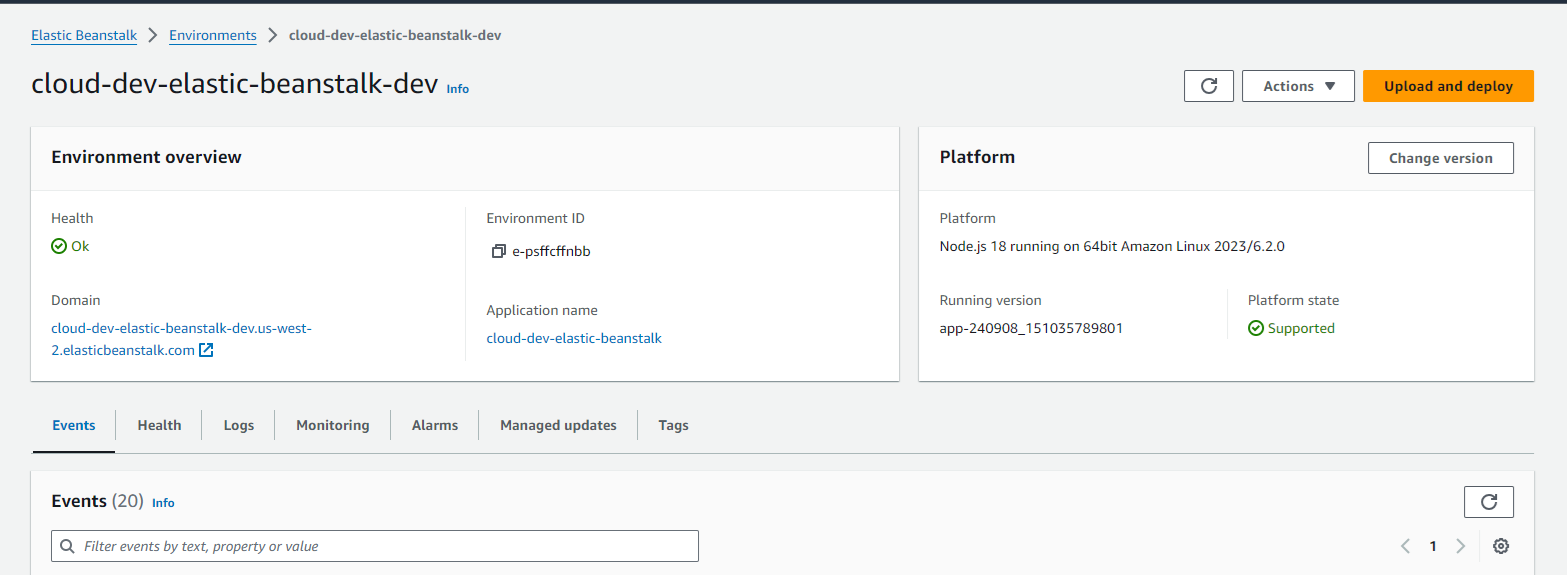 Elastic Beanstalk > Environments > cloud-dev-elastic-beanstalk-dev
cloud-dev-elastic-beanstalk-dev Info
Actions ▼
Upload and deploy
Environment overview
Health
Ok
Domain
cloud-dev-elastic-beanstalk-dev.us-west-
2.elasticbeanstalk.com
Environment ID
e-psffcffnbb
Application name
cloud-dev-elastic-beanstalk
Platform
Change version
Platform
Node.js 18 running on 64bit Amazon Linux 2023/6.2.0
Running version
app-240908_151035789801
Platform state
Supported
Events
Health
Logs
Monitoring
Alarms
Managed updates
Tags
Events (20) Info
Filter events by text, property or value
1